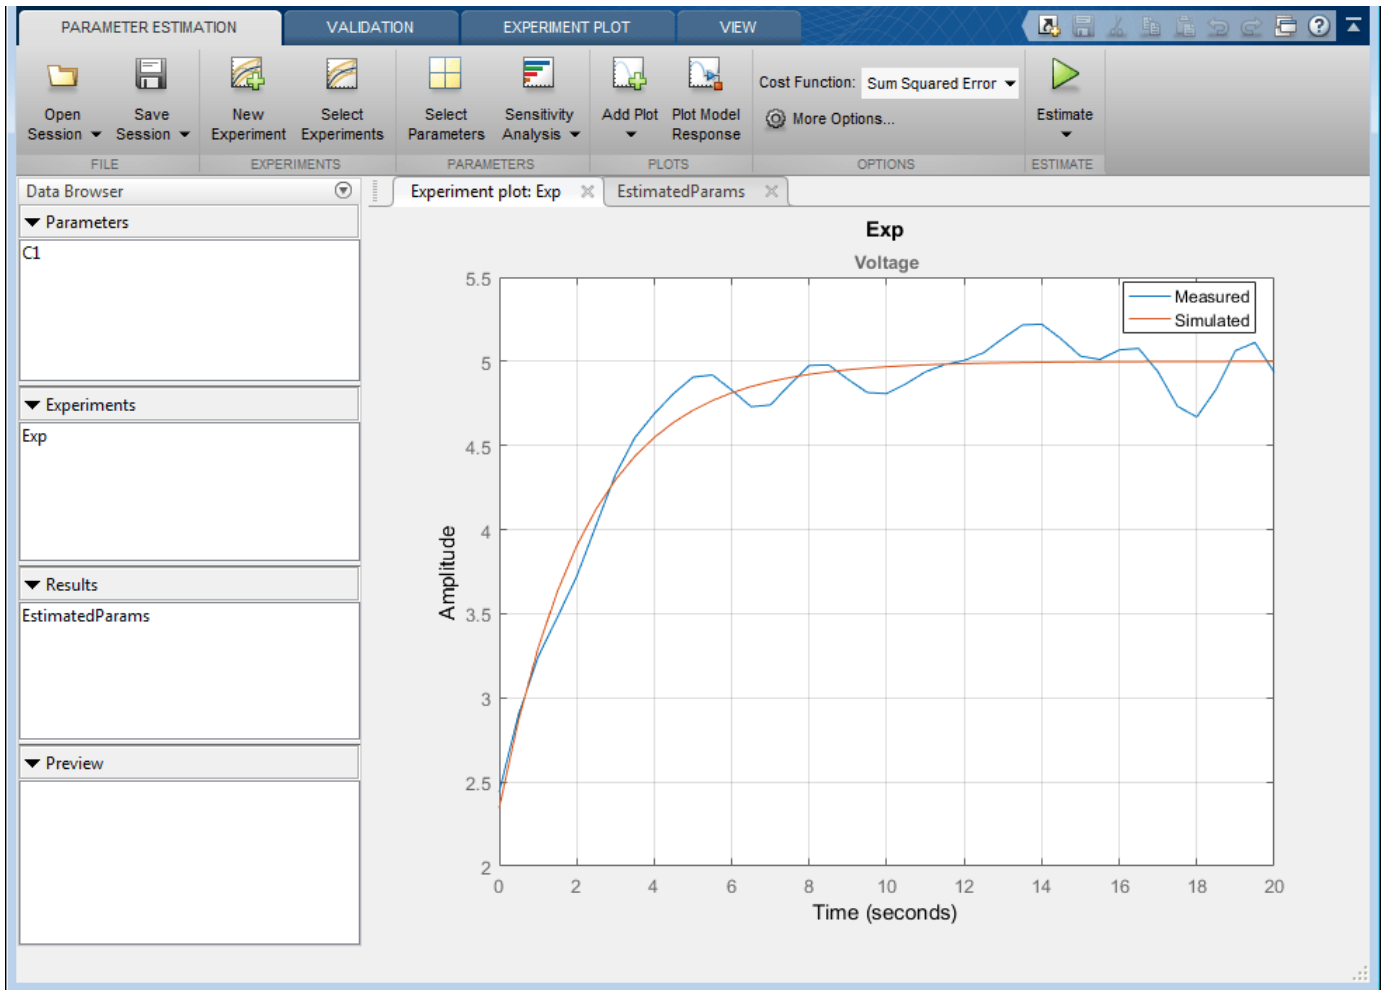 PARAMETER ESTIMATION VALIDATION EXPERIMENT PLOT VIEW
Cost Function: Sum Squared Error
Open Save New Select Select Sensitivity Add Plot Plot Model More Options... Estimate
Session Session Experiment Experiments Parameters Analysis Response
FILE EXPERIMENTS PARAMETERS PLOTS OPTIONS ESTIMATE
Data Browser Experiment plot: Exp EstimatedParams
Parameters
C1
Experiments
Exp
Results
EstimatedParams
Preview
Exp
Voltage
Measured
Simulated
5.5
5
4.5
4
3.5
3
2.5
2
Amplitude
0 2 4 6 8 10 12 14 16 18 20
Time (seconds)